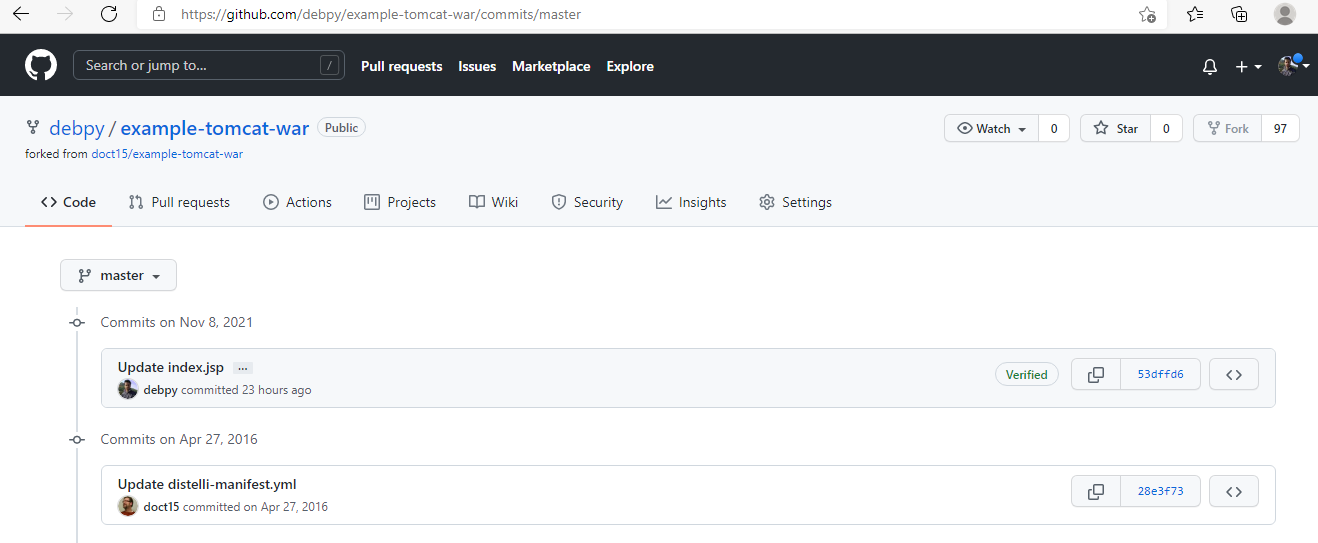 https://github.com/debpy/example-tomcat-war/commits/master
Search or jump to... / Pull requests Issues Marketplace Explore
debpy / example-tomcat-war Public Watch 0 Star 0 Fork 97
forked from doct15/example-tomcat-war
Code Pull requests Actions Projects Wiki Security Insights Settings
master
Commits on Nov 8, 2021
Update index.jsp ... Verified 53dffd6
debpy committed 23 hours ago
Commits on Apr 27, 2016
Update distelli-manifest.yml 28e3f73
doct15 committed on Apr 27, 2016